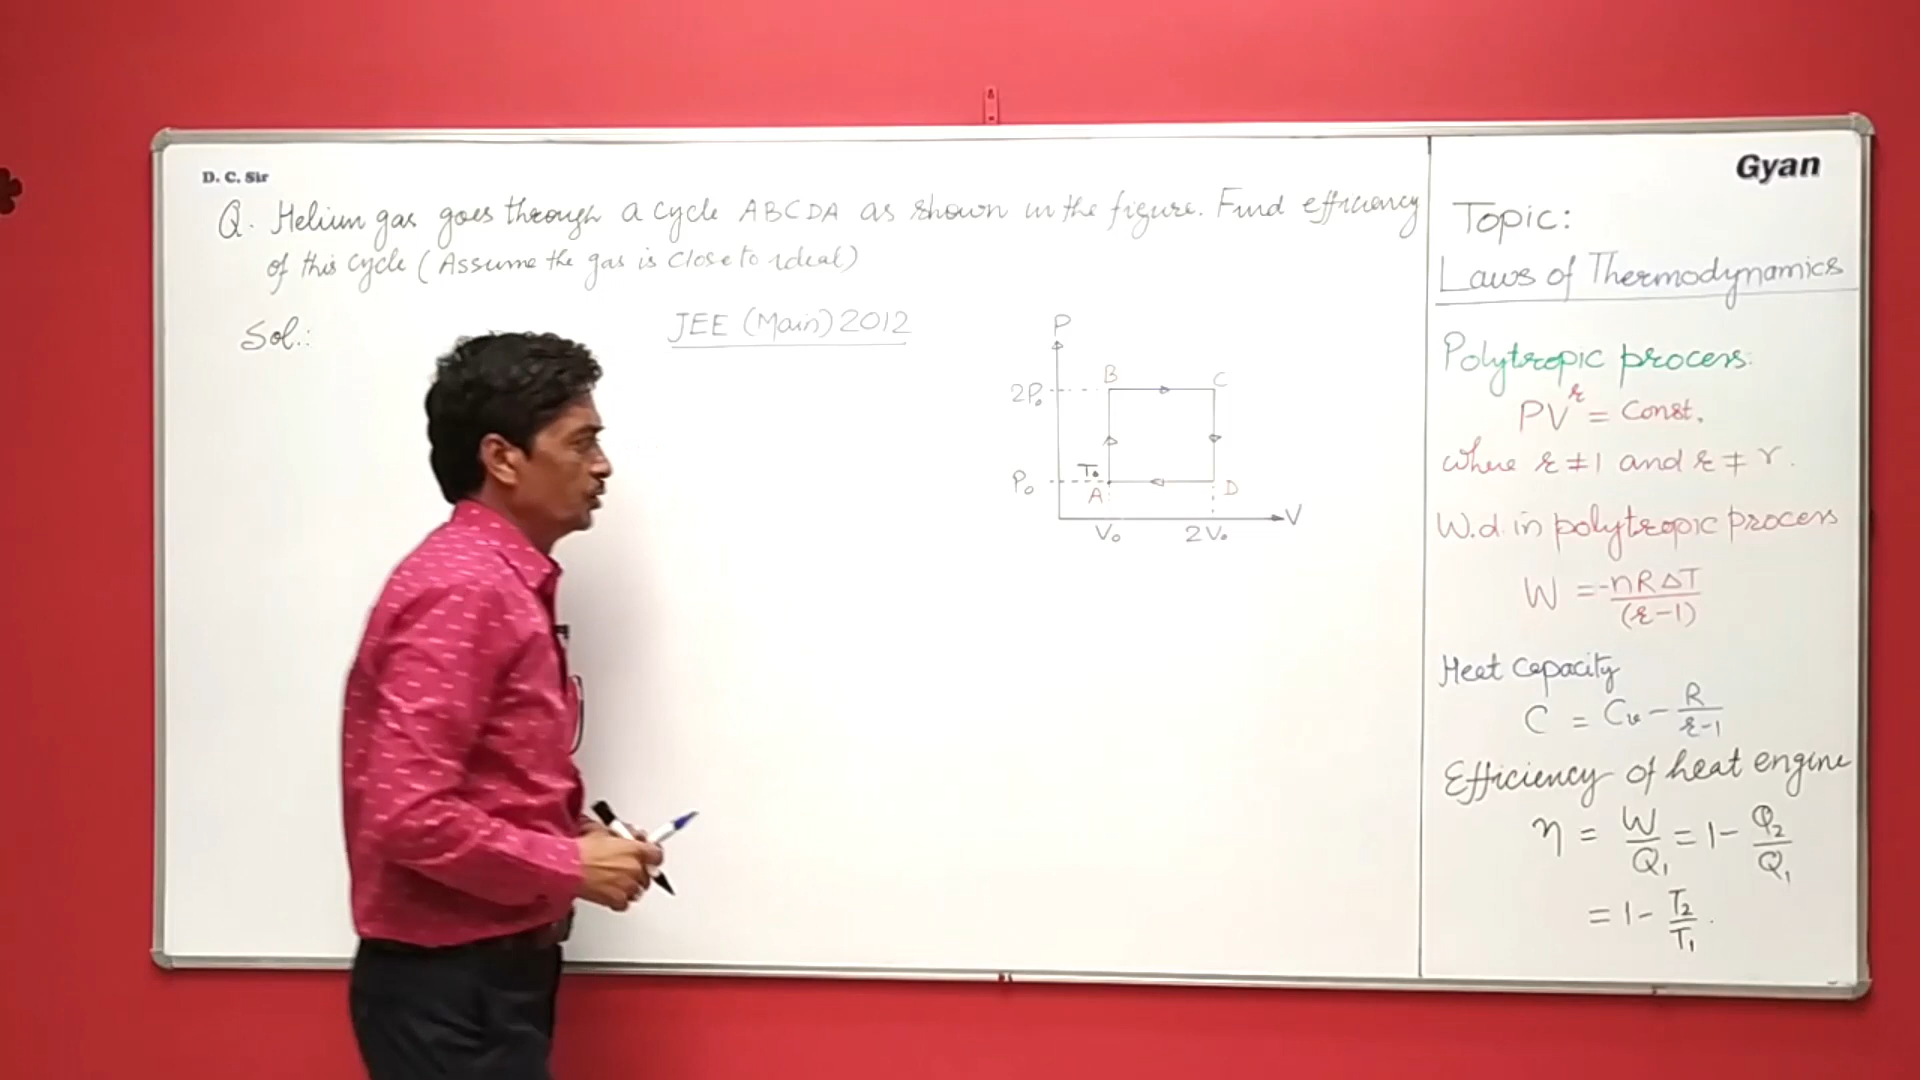 D. C. Sir
Q. Helium gas goes through a cycle ABCDA as shown in the figure. Find efficiency
of this cycle (Assume the gas is close to ideal)
Sol.:
JEE (Main) 2012
P
B
C
2P₀
T₀
P₀
A
D
V
V₀
2V₀
Gyan
Topic:
Laws of Thermodynamics
Polytropic process:
PVʳ = Const.
where r ≠ 1 and r ≠ γ.
W.d. in polytropic process
W = -nRΔT/(r-1)
Heat capacity
C = Cᵥ - R/r-1
Efficiency of heat engine
η = W/Q₁ = 1 - Q₂/Q₁
= 1 - T₂/T₁.